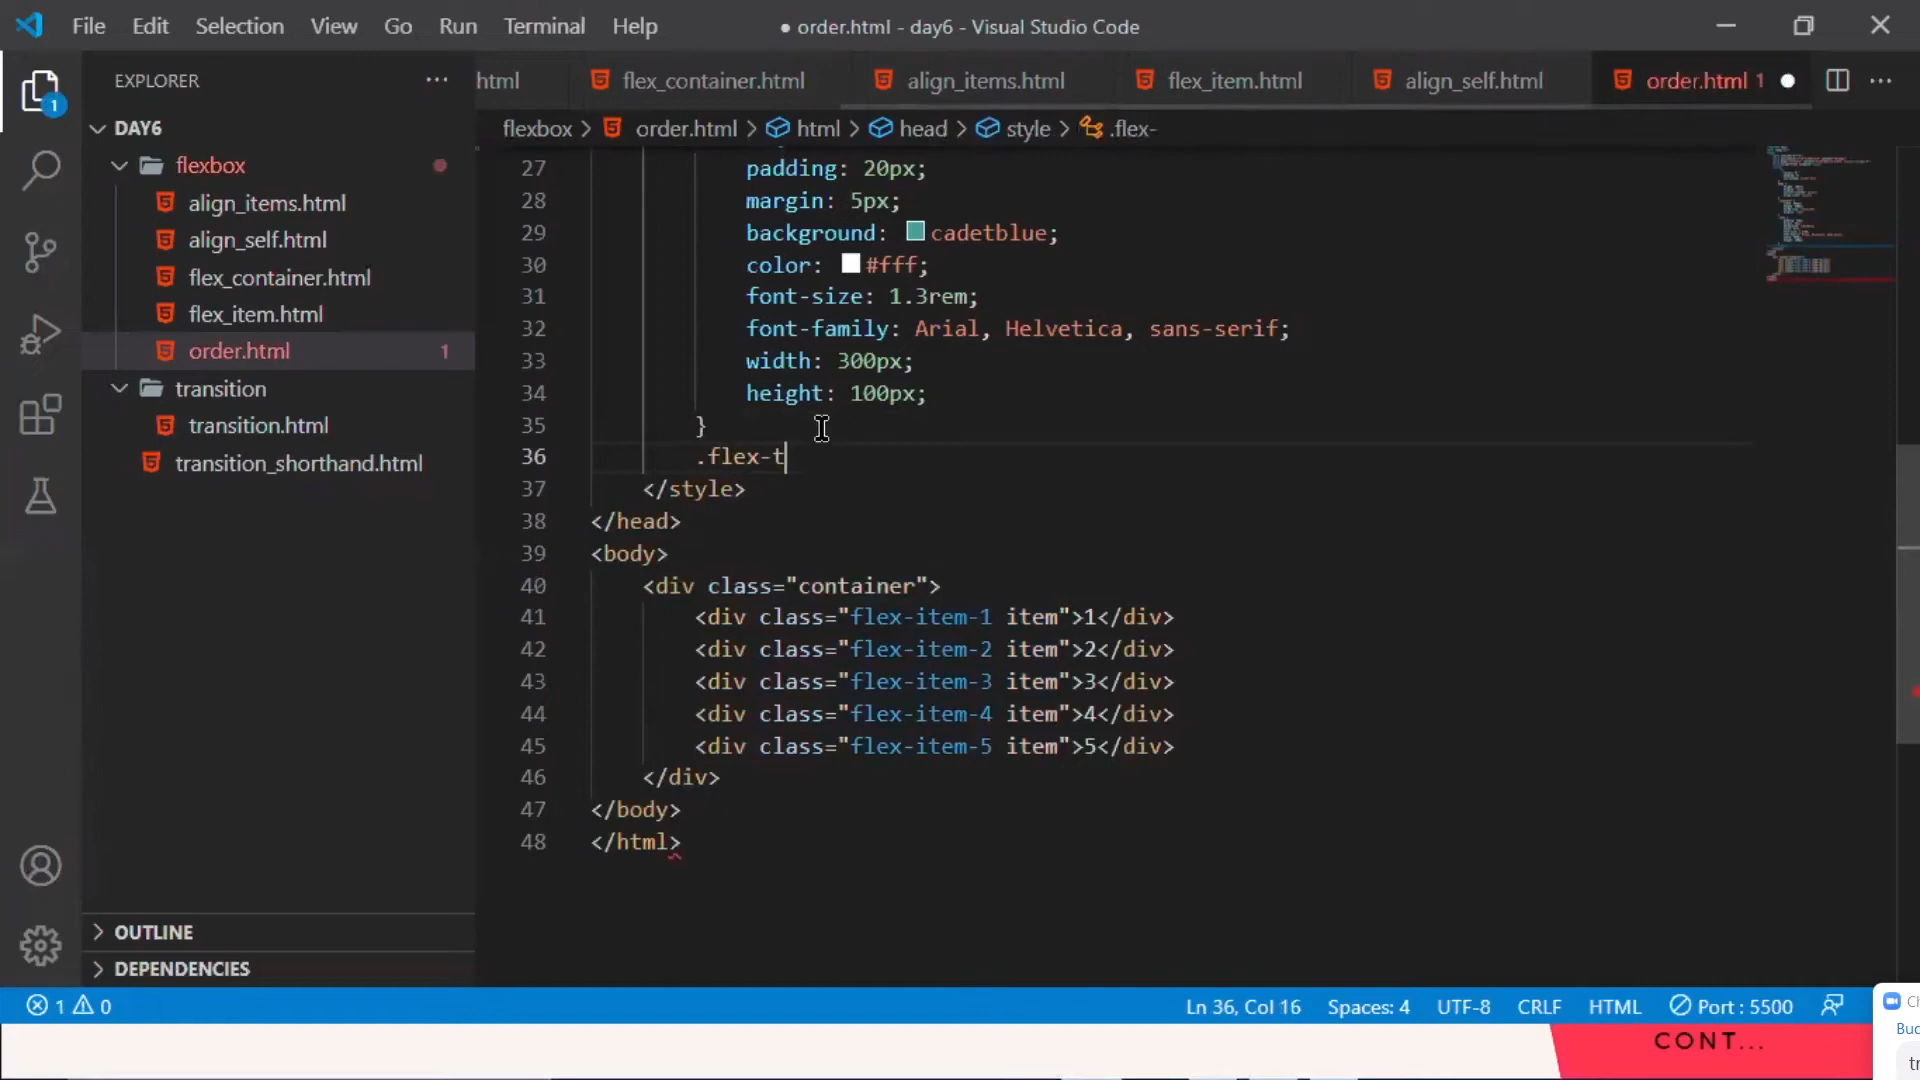 File Edit Selection View Go Run Terminal Help
● order.html - day6 - Visual Studio Code
EXPLORER
html flex_container.html align_items.html flex_item.html align_self.html order.html 1
flexbox > order.html > html > head > style > .flex-
DAY6
flexbox
align_items.html
align_self.html
flex_container.html
flex_item.html
order.html 1
transition
transition.html
transition_shorthand.html
OUTLINE
DEPENDENCIES
27 padding: 20px;
28 margin: 5px;
29 background: cadetblue;
30 color: #fff;
31 font-size: 1.3rem;
32 font-family: Arial, Helvetica, sans-serif;
33 width: 300px;
34 height: 100px;
35 }
36 .flex-t
37 </style>
38 </head>
39 <body>
40 <div class="container">
41 <div class="flex-item-1 item">1</div>
42 <div class="flex-item-2 item">2</div>
43 <div class="flex-item-3 item">3</div>
44 <div class="flex-item-4 item">4</div>
45 <div class="flex-item-5 item">5</div>
46 </div>
47 </body>
48 </html>
1 0
Ln 36, Col 16 Spaces: 4 UTF-8 CRLF HTML Port : 5500
CONT...